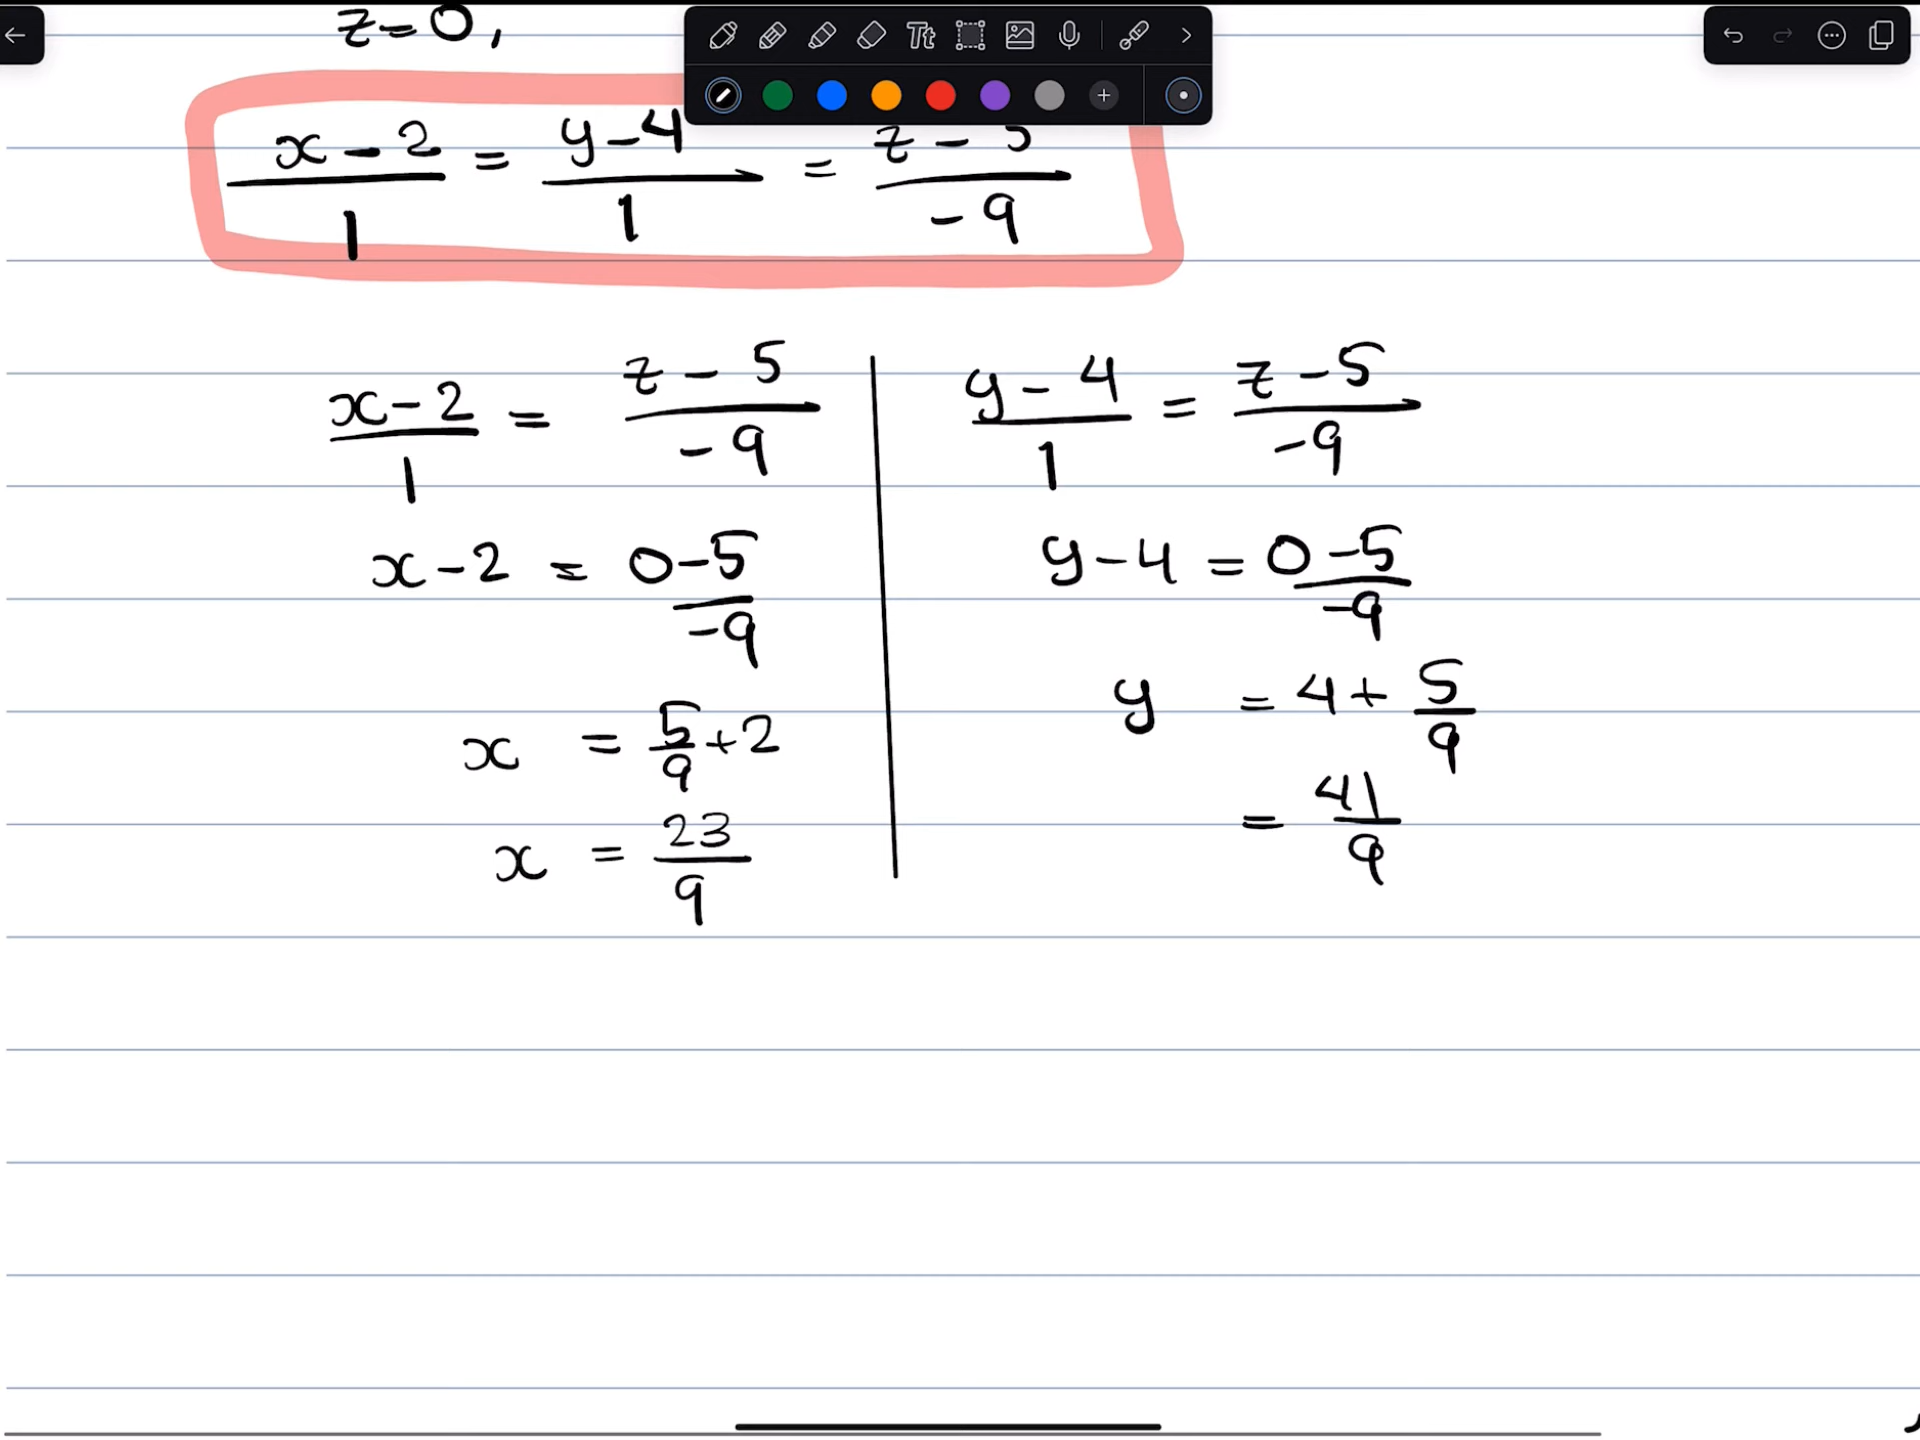 z=0,
Tt
x-2/1 = y-4/1 = z-5/-9
x-2/1 = z-5/-9
x-2 = 0-5/-9
x = 5/9+2
x = 23/9
y-4/1 = z-5/-9
y-4 = 0-5/-9
y = 4+ 5/9
= 41/9